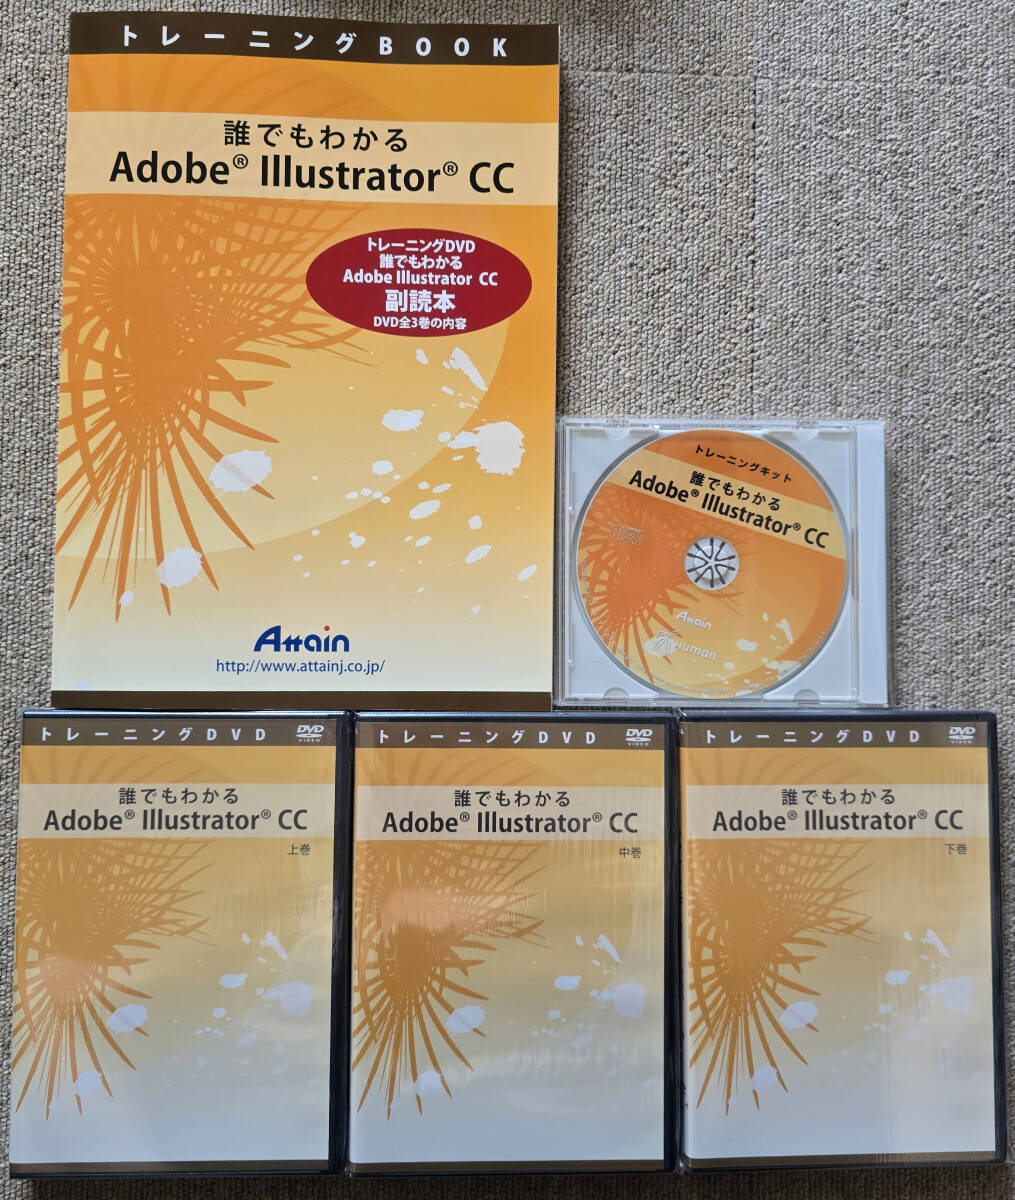 トレーニングBOOK
誰でもわかる
Adobe® Illustrator® CC
トレーニングDVD
誰でもわかる
Adobe Illustrator CC
副読本
DVD全3巻の内容
Attain
http://www.attainj.co.jp/
トレーニングキット
誰でもわかる
Adobe® Illustrator® CC
disc
Attain
Human
トレーニングDVD
DVD
VIDEO
誰でもわかる
Adobe® Illustrator® CC
上巻
トレーニングDVD
DVD
VIDEO
誰でもわかる
Adobe® Illustrator® CC
中巻
トレーニングDVD
DVD
VIDEO
誰でもわかる
Adobe® Illustrator® CC
下巻